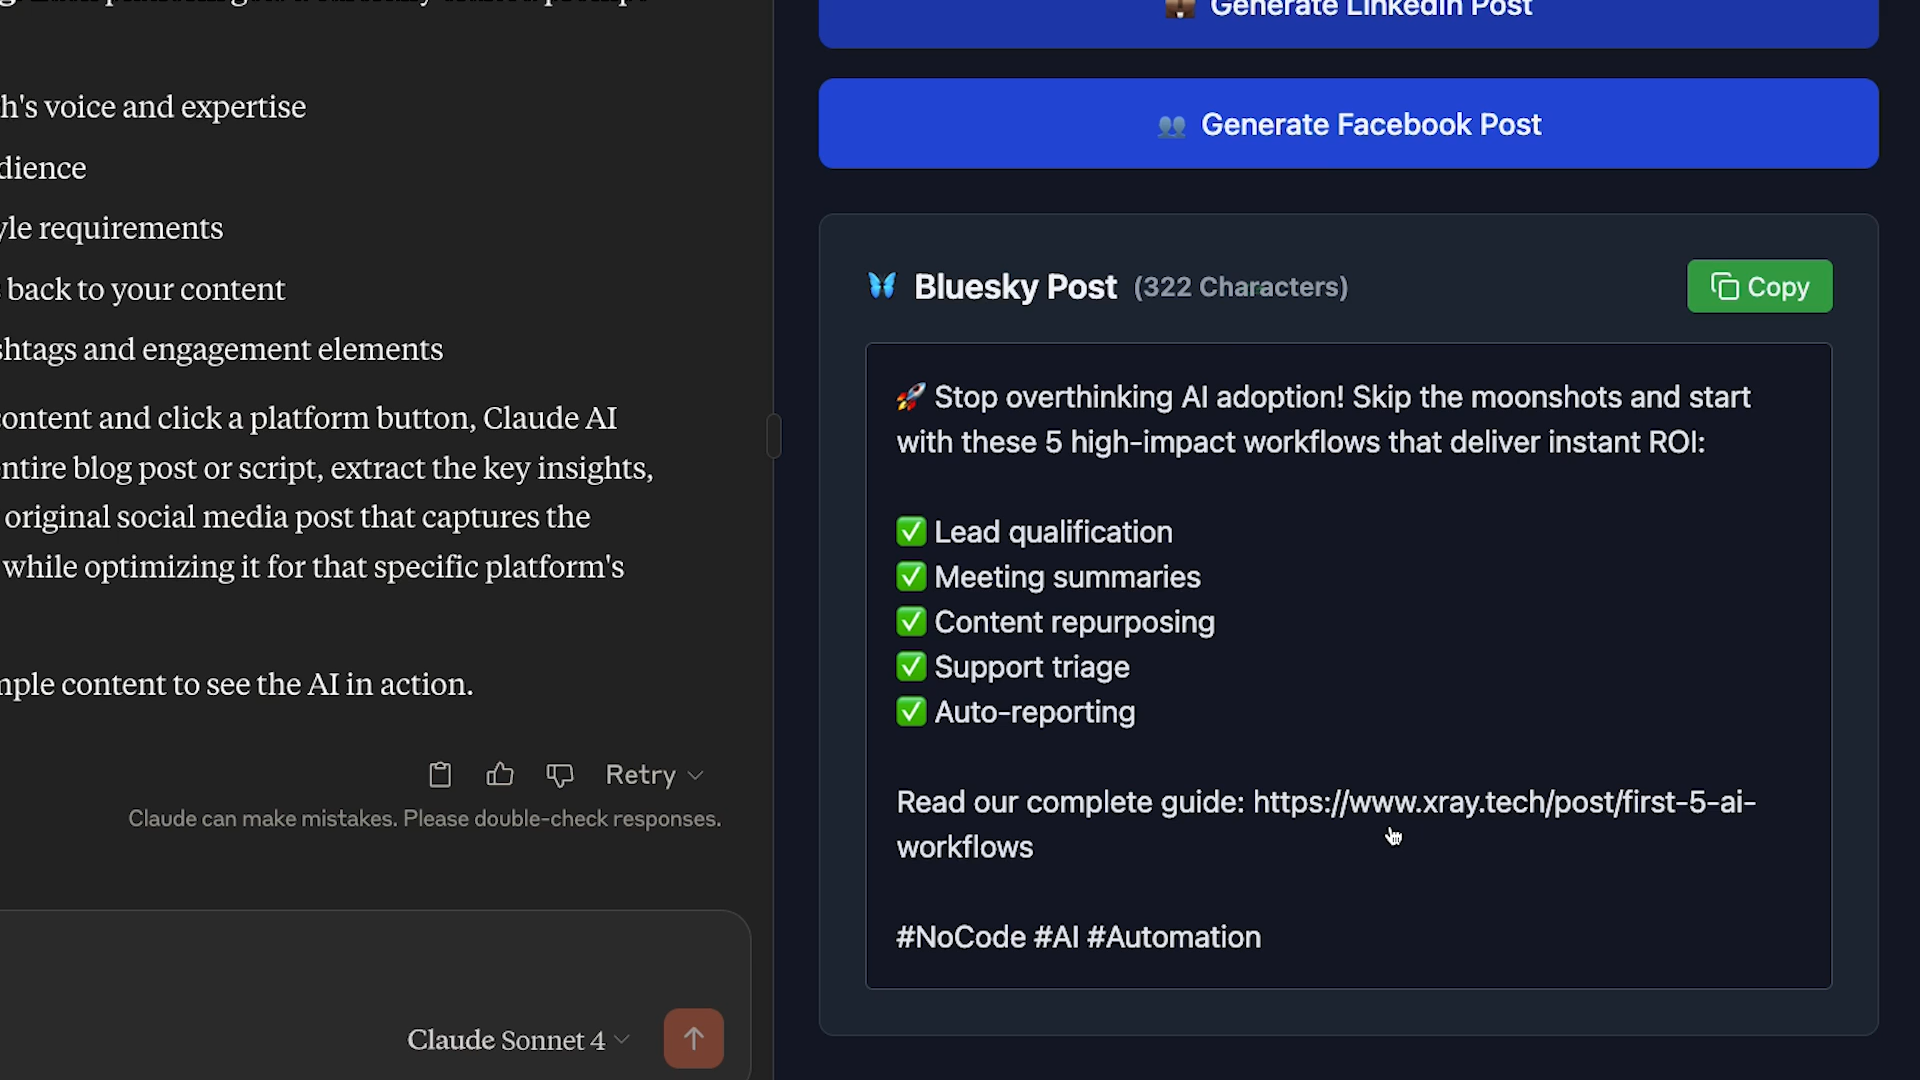 h's voice and expertise
dience
yle requirements
back to your content
shtags and engagement elements
content and click a platform button, Claude AI
entire blog post or script, extract the key insights,
original social media post that captures the
while optimizing it for that specific platform's
mple content to see the AI in action.
Retry
Claude can make mistakes. Please double-check responses.
Claude Sonnet 4
Generate LinkedIn Post
Generate Facebook Post
Bluesky Post (322 Characters)
Copy
🚀 Stop overthinking AI adoption! Skip the moonshots and start
with these 5 high-impact workflows that deliver instant ROI:
✅ Lead qualification
✅ Meeting summaries
✅ Content repurposing
✅ Support triage
✅ Auto-reporting
Read our complete guide: https://www.xray.tech/post/first-5-ai-
workflows
#NoCode #AI #Automation